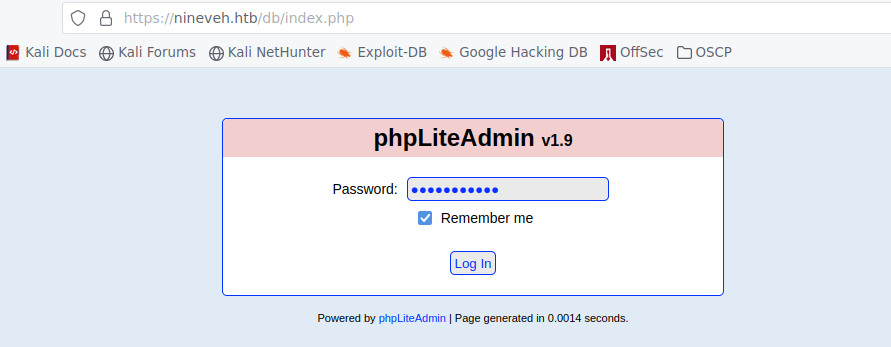 https://nineveh.htb/db/index.php
Kali Docs Kali Forums Kali NetHunter Exploit-DB Google Hacking DB OffSec OSCP
phpLiteAdmin v1.9
Password: ●●●●●●●●●●●
Remember me
Log In
Powered by phpLiteAdmin | Page generated in 0.0014 seconds.